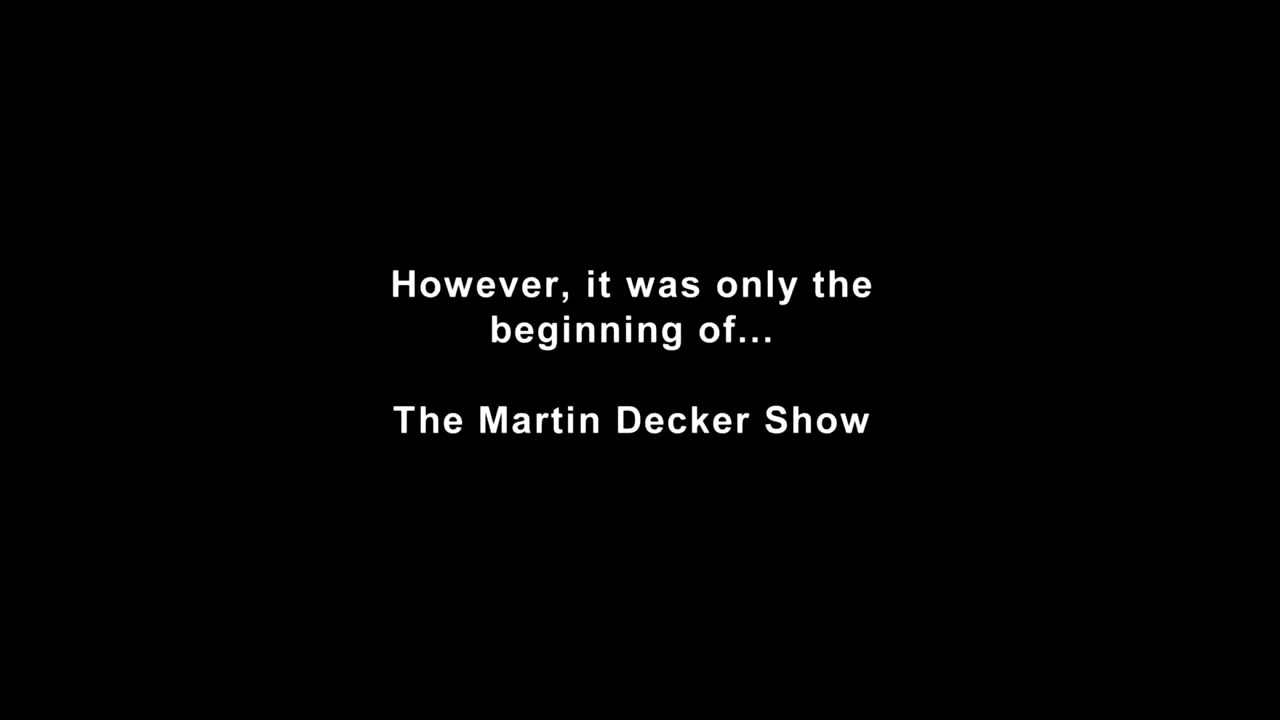 However, it was only the
beginning of...
The Martin Decker Show